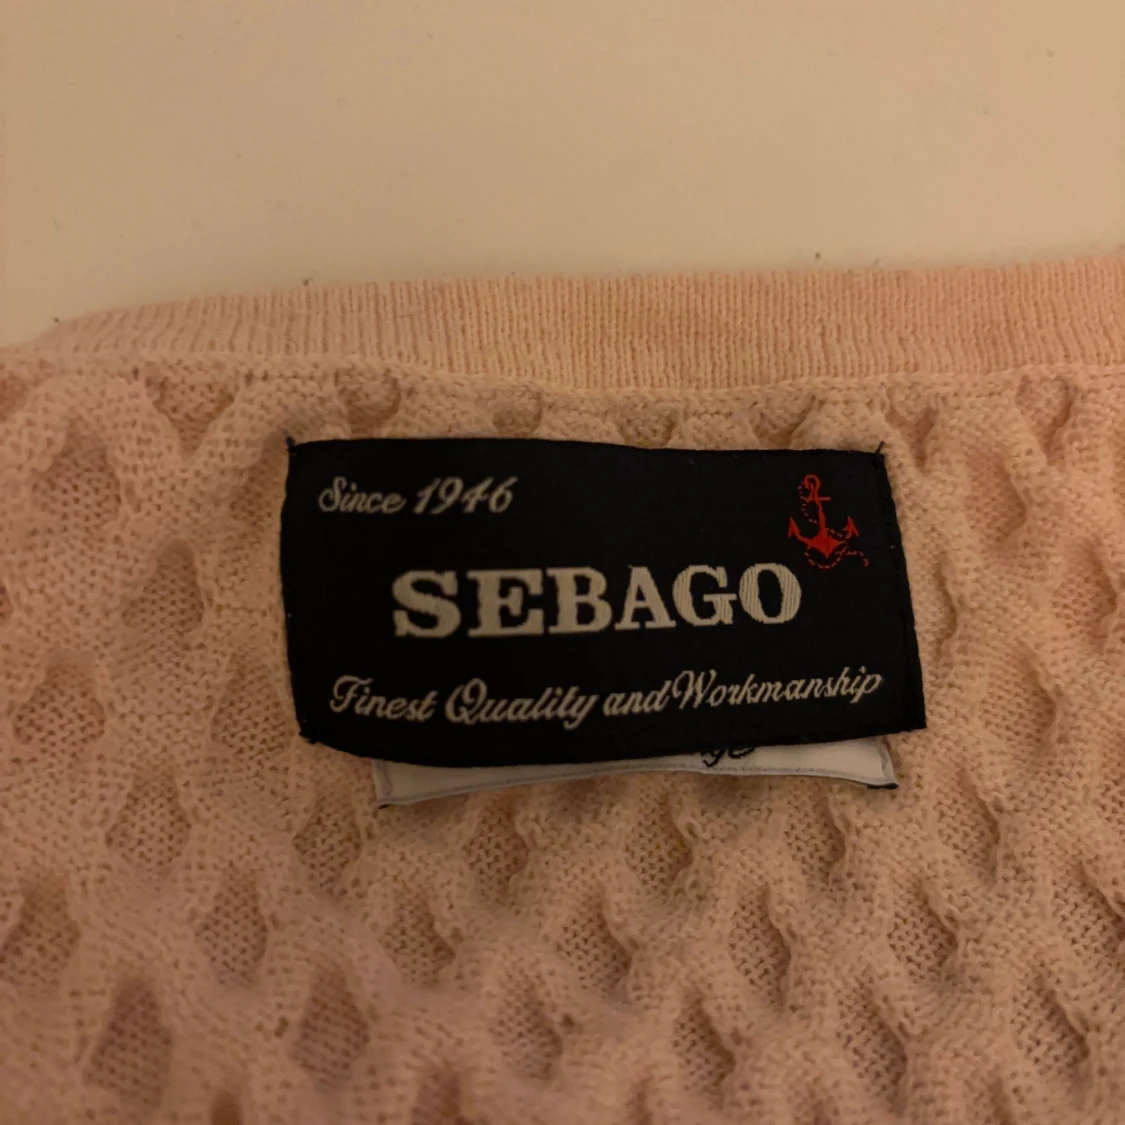 Since 1946
SEBAGO
Finest Quality and Workmanship